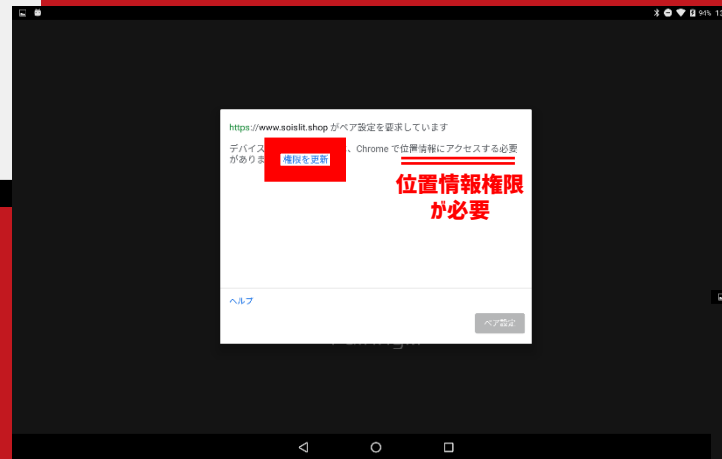 94%
https://www.soislit.shop がペア設定を要求しています
デバイス 、Chrome で位置情報にアクセスする必要
がありま 権限を更新
位置情報権限
が必要
ヘルプ
ペア設定